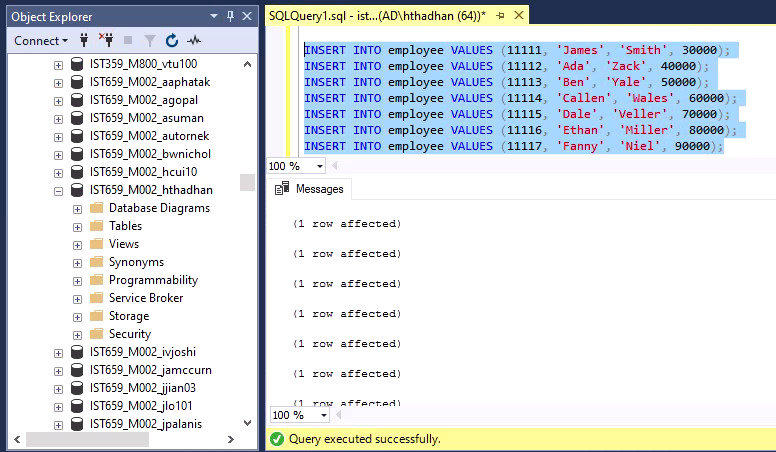 Object Explorer
Connect
IST359_M800_vtu100
IST659_M002_aaphatak
IST659_M002_agopal
IST659_M002_asuman
IST659_M002_autornek
IST659_M002_bwnichol
IST659_M002_hcui10
IST659_M002_hthadhan
Database Diagrams
Tables
Views
Synonyms
Programmability
Service Broker
Storage
Security
IST659_M002_ivjoshi
IST659_M002_jamccurn
IST659_M002_jjian03
IST659_M002_jlo101
IST659_M002_jpalanis
SQLQuery1.sql - ist...(AD\hthadhan (64))*
INSERT INTO employee VALUES (11111, 'James', 'Smith', 30000);
INSERT INTO employee VALUES (11112, 'Ada', 'Zack', 40000);
INSERT INTO employee VALUES (11113, 'Ben', 'Yale', 50000);
INSERT INTO employee VALUES (11114, 'Callen', 'Wales', 60000);
INSERT INTO employee VALUES (11115, 'Dale', 'Veller', 70000);
INSERT INTO employee VALUES (11116, 'Ethan', 'Miller', 80000);
INSERT INTO employee VALUES (11117, 'Fanny', 'Niel', 90000);
100 %
Messages
(1 row affected)
(1 row affected)
(1 row affected)
(1 row affected)
(1 row affected)
(1 row affected)
(1 row affected)
100 %
Query executed successfully.